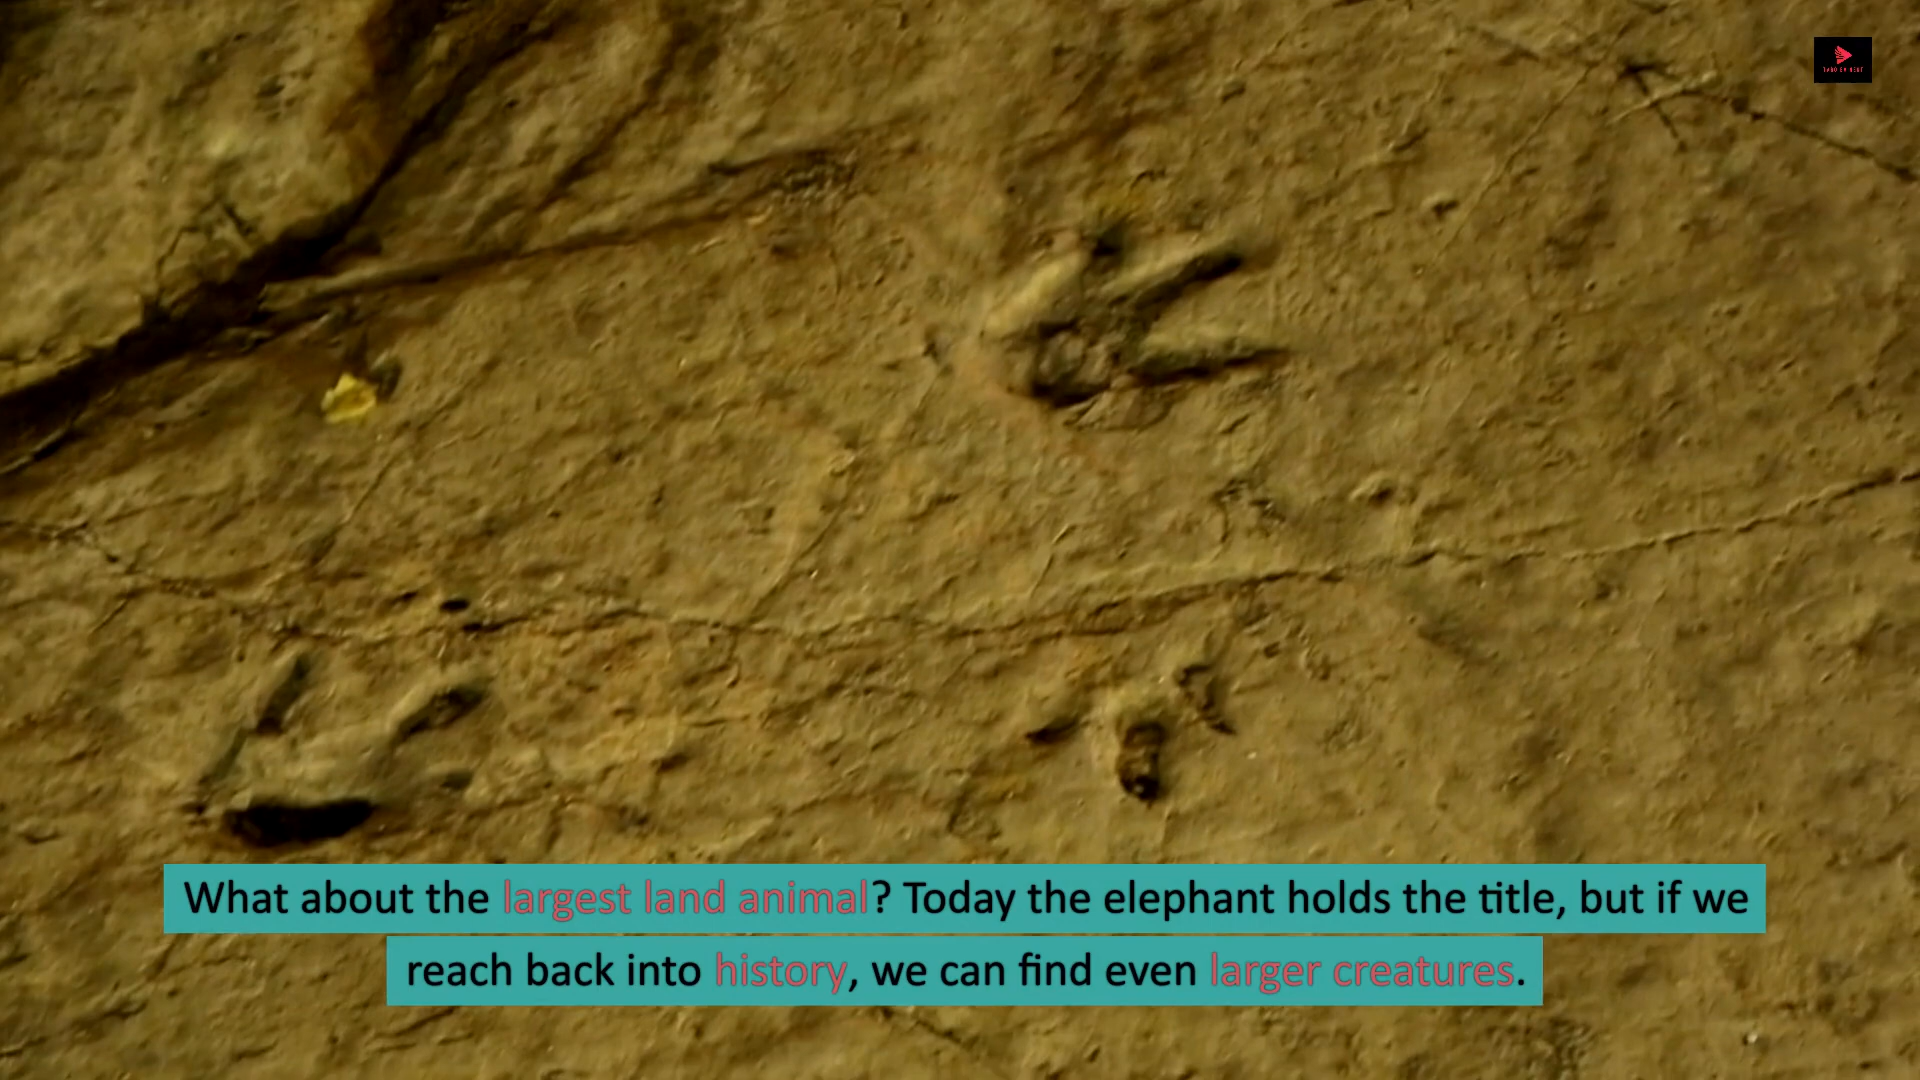 What about the largest land animal? Today the elephant holds the title, but if we
reach back into history, we can find even larger creatures.